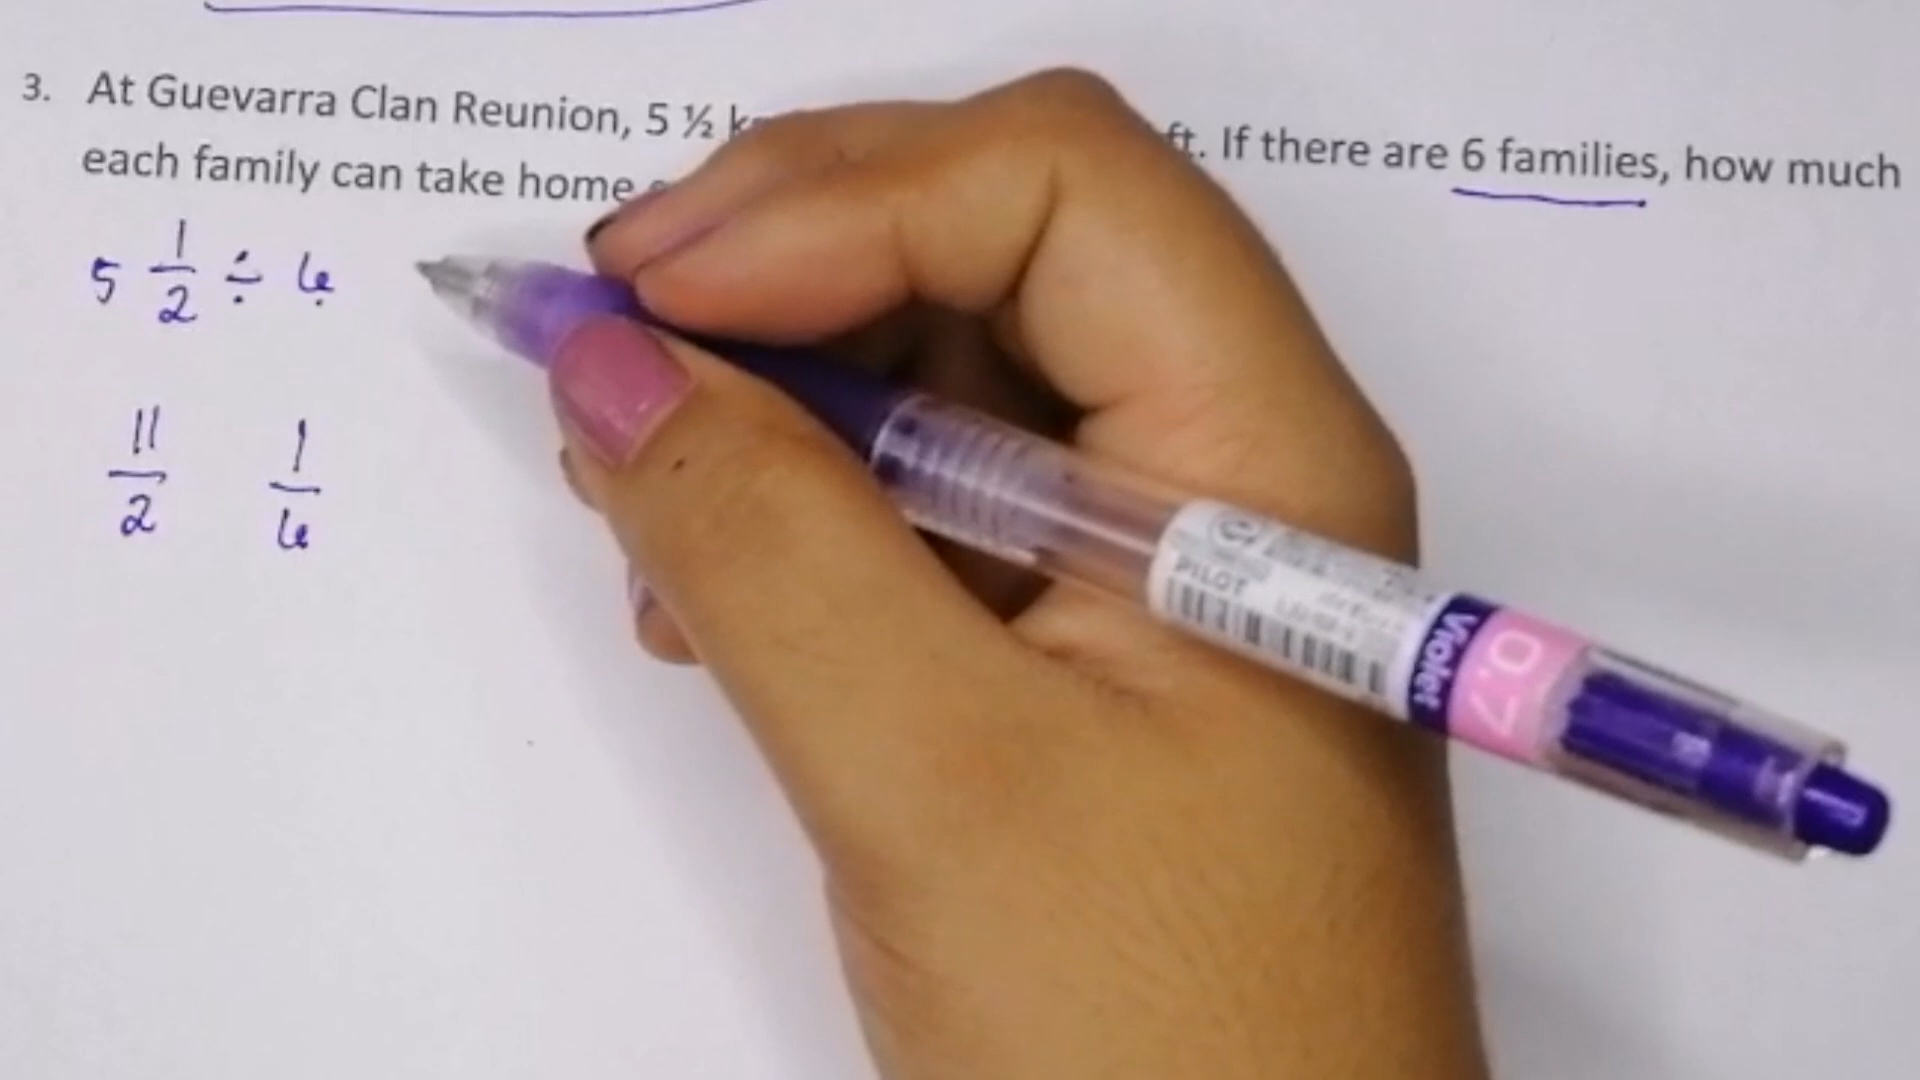 3. At Guevarra Clan Reunion, 5 ½ ft. If there are 6 families, how much
each family can take home
5 1/2 ÷ 6
11/2 1/6
PILOT
Violet
0.7